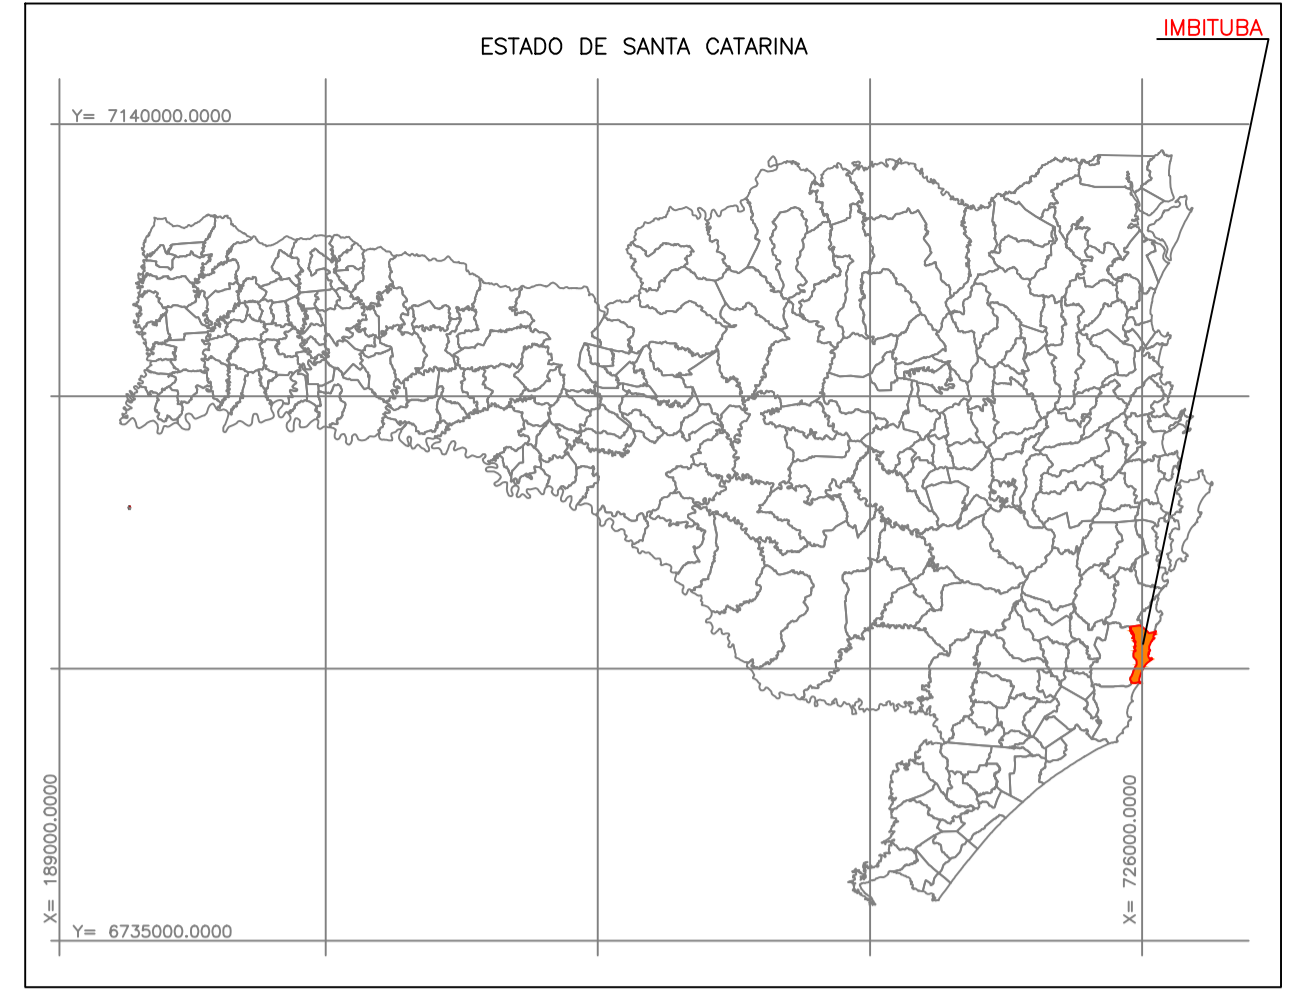 IMBITUBA
ESTADO DE SANTA CATARINA
Y= 7140000.0000
X= 189000.0000
X= 726000.0000
Y= 6735000.0000